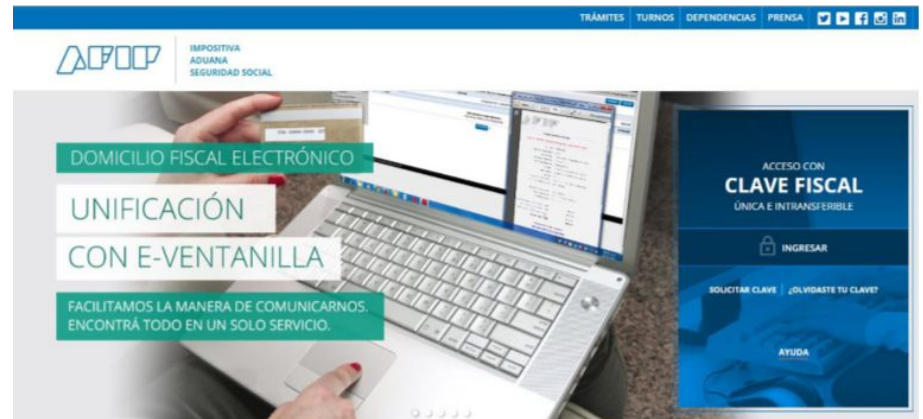 TRÁMITES TURNOS DEPENDENCIAS PRENSA
AFIP
IMPOSITIVA
ADUANA
SEGURIDAD SOCIAL
DOMICILIO FISCAL ELECTRÓNICO
UNIFICACIÓN
CON E-VENTANILLA
FACILITAMOS LA MANERA DE COMUNICARNOS.
ENCONTRÁ TODO EN UN SOLO SERVICIO.
ACCESO CON
CLAVE FISCAL
ÚNICA E INTRANSFERIBLE
INGRESAR
SOLICITAR CLAVE ¿OLVIDASTE TU CLAVE?
AYUDA